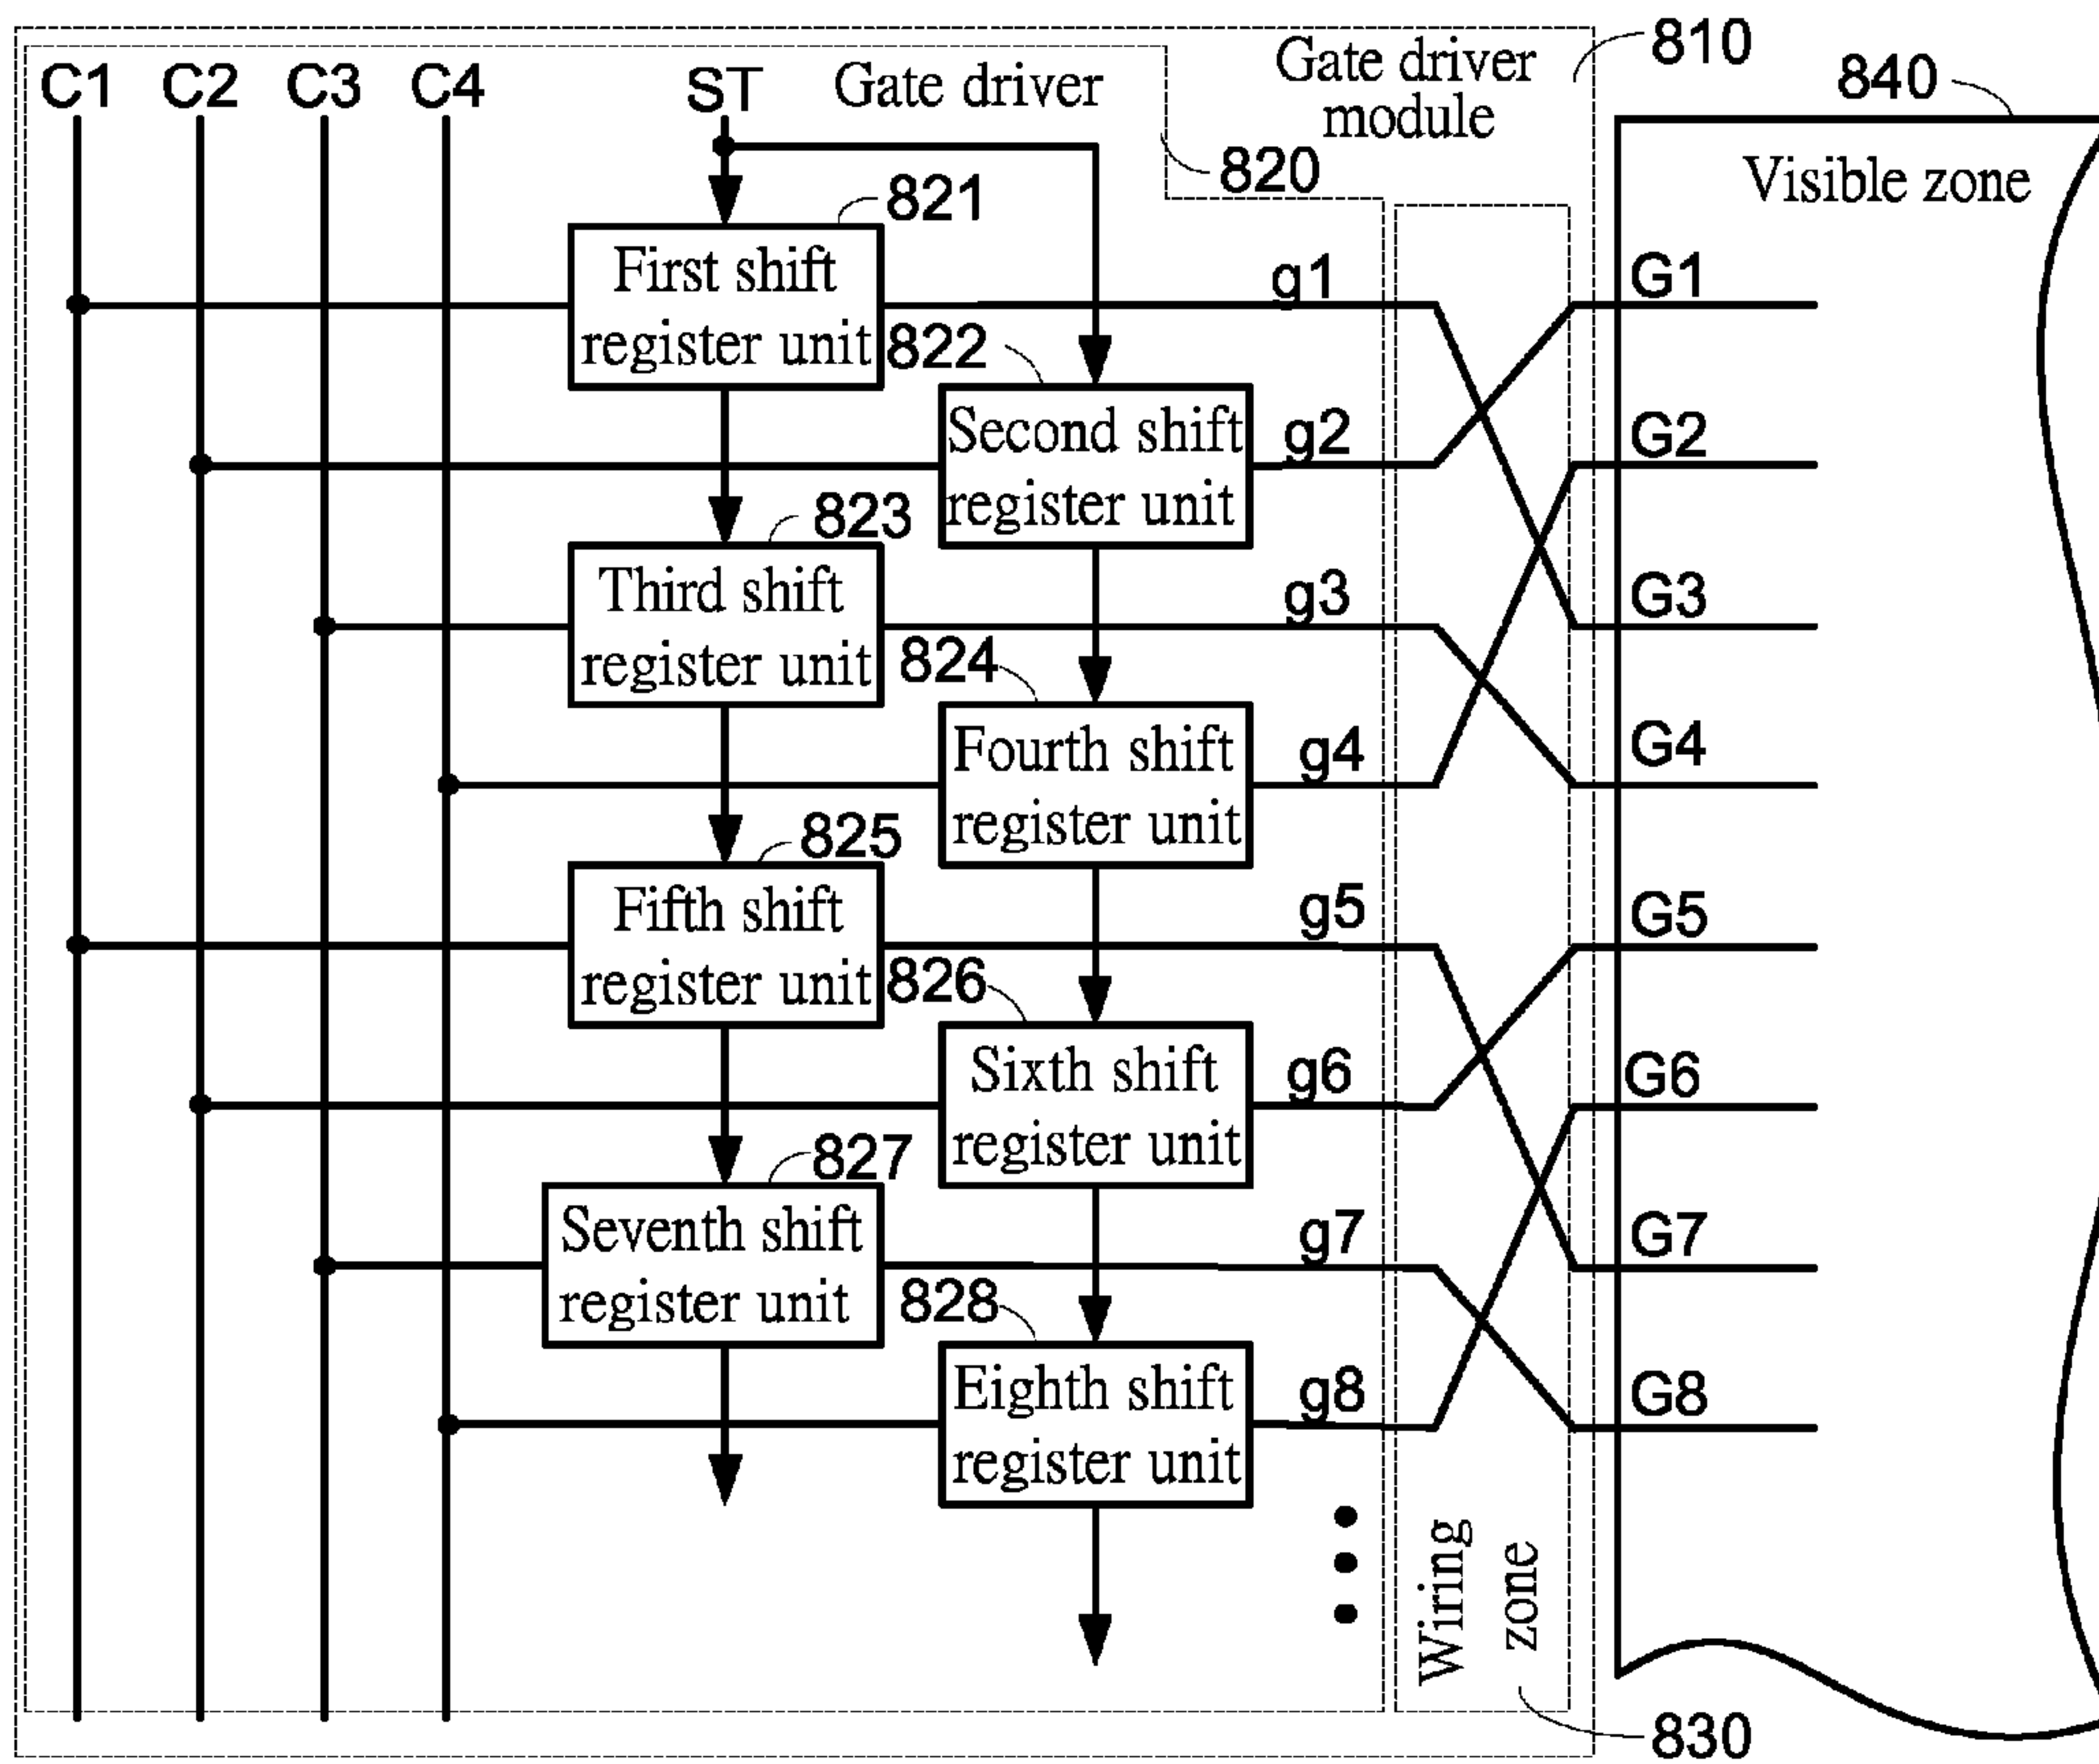 C1
C2
C3
C4
ST
Gate driver
Gate driver
module
810
840
820
Visible zone
821
First shift
register unit
g1
G1
822
Second shift
register unit
g2
G2
823
Third shift
register unit
g3
G3
824
Fourth shift
register unit
g4
G4
825
Fifth shift
register unit
g5
G5
826
Sixth shift
register unit
g6
G6
827
Seventh shift
register unit
g7
G7
828
Eighth shift
register unit
g8
G8
Wiring
zone
830